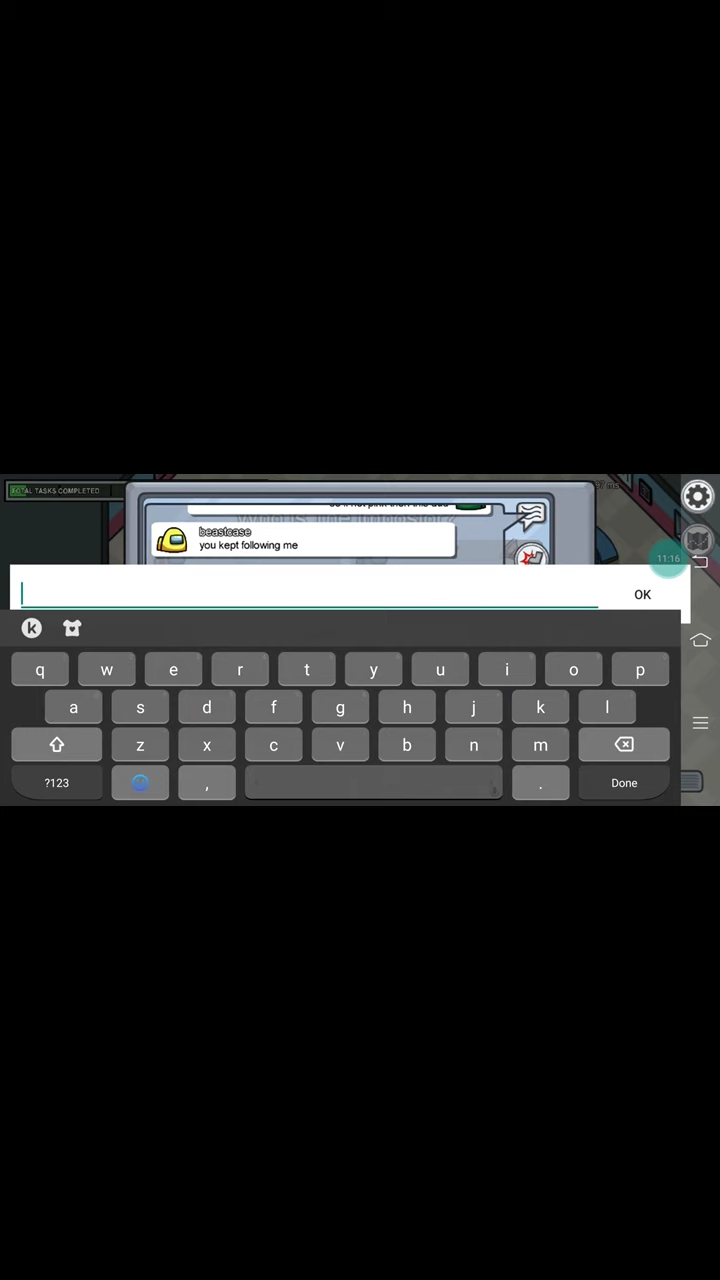 TOTAL TASKS COMPLETED
beastcase
you kept following me
11:16
OK
k
q w e r t y u i o p
a s d f g h j k l
z x c v b n m
?123 , . Done